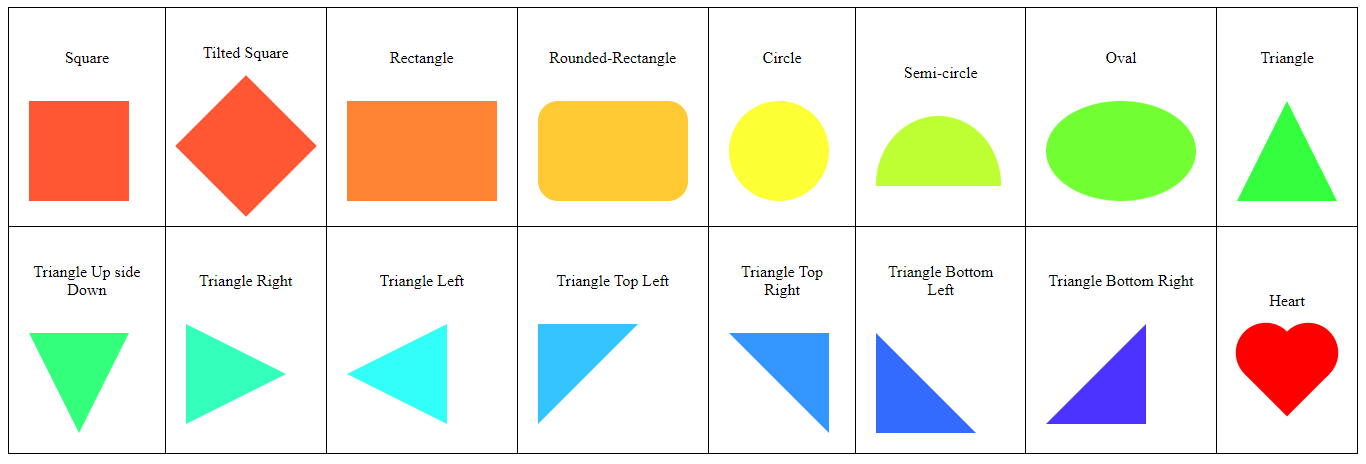 Square
Tilted Square
Rectangle
Rounded-Rectangle
Circle
Semi-circle
Oval
Triangle
Triangle Up side
Down
Triangle Right
Triangle Left
Triangle Top Left
Triangle Top
Right
Triangle Bottom
Left
Triangle Bottom Right
Heart